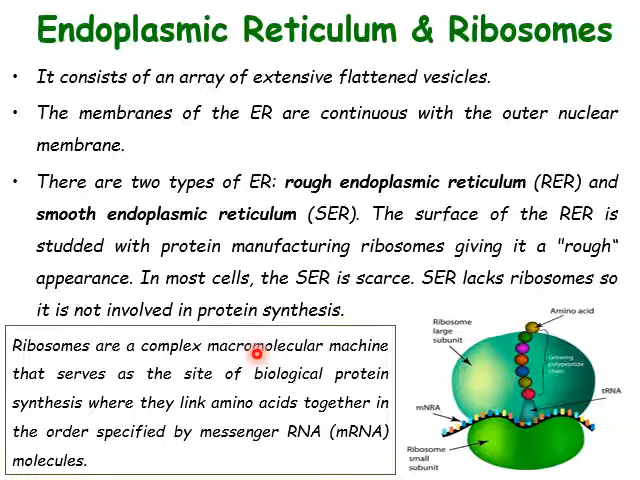 Endoplasmic Reticulum & Ribosomes
• It consists of an array of extensive flattened vesicles.
• The membranes of the ER are continuous with the outer nuclear
membrane.
• There are two types of ER: rough endoplasmic reticulum (RER) and
smooth endoplasmic reticulum (SER). The surface of the RER is
studded with protein manufacturing ribosomes giving it a "rough“
appearance. In most cells, the SER is scarce. SER lacks ribosomes so
it is not involved in protein synthesis.
Ribosomes are a complex macromolecular machine
that serves as the site of biological protein
synthesis where they link amino acids together in
the order specified by messenger RNA (mRNA)
molecules.
Amino acid
Ribosome
large
subunit
Growing
polypeptide
chain
tRNA
mNRA
Ribosome
small
subunit